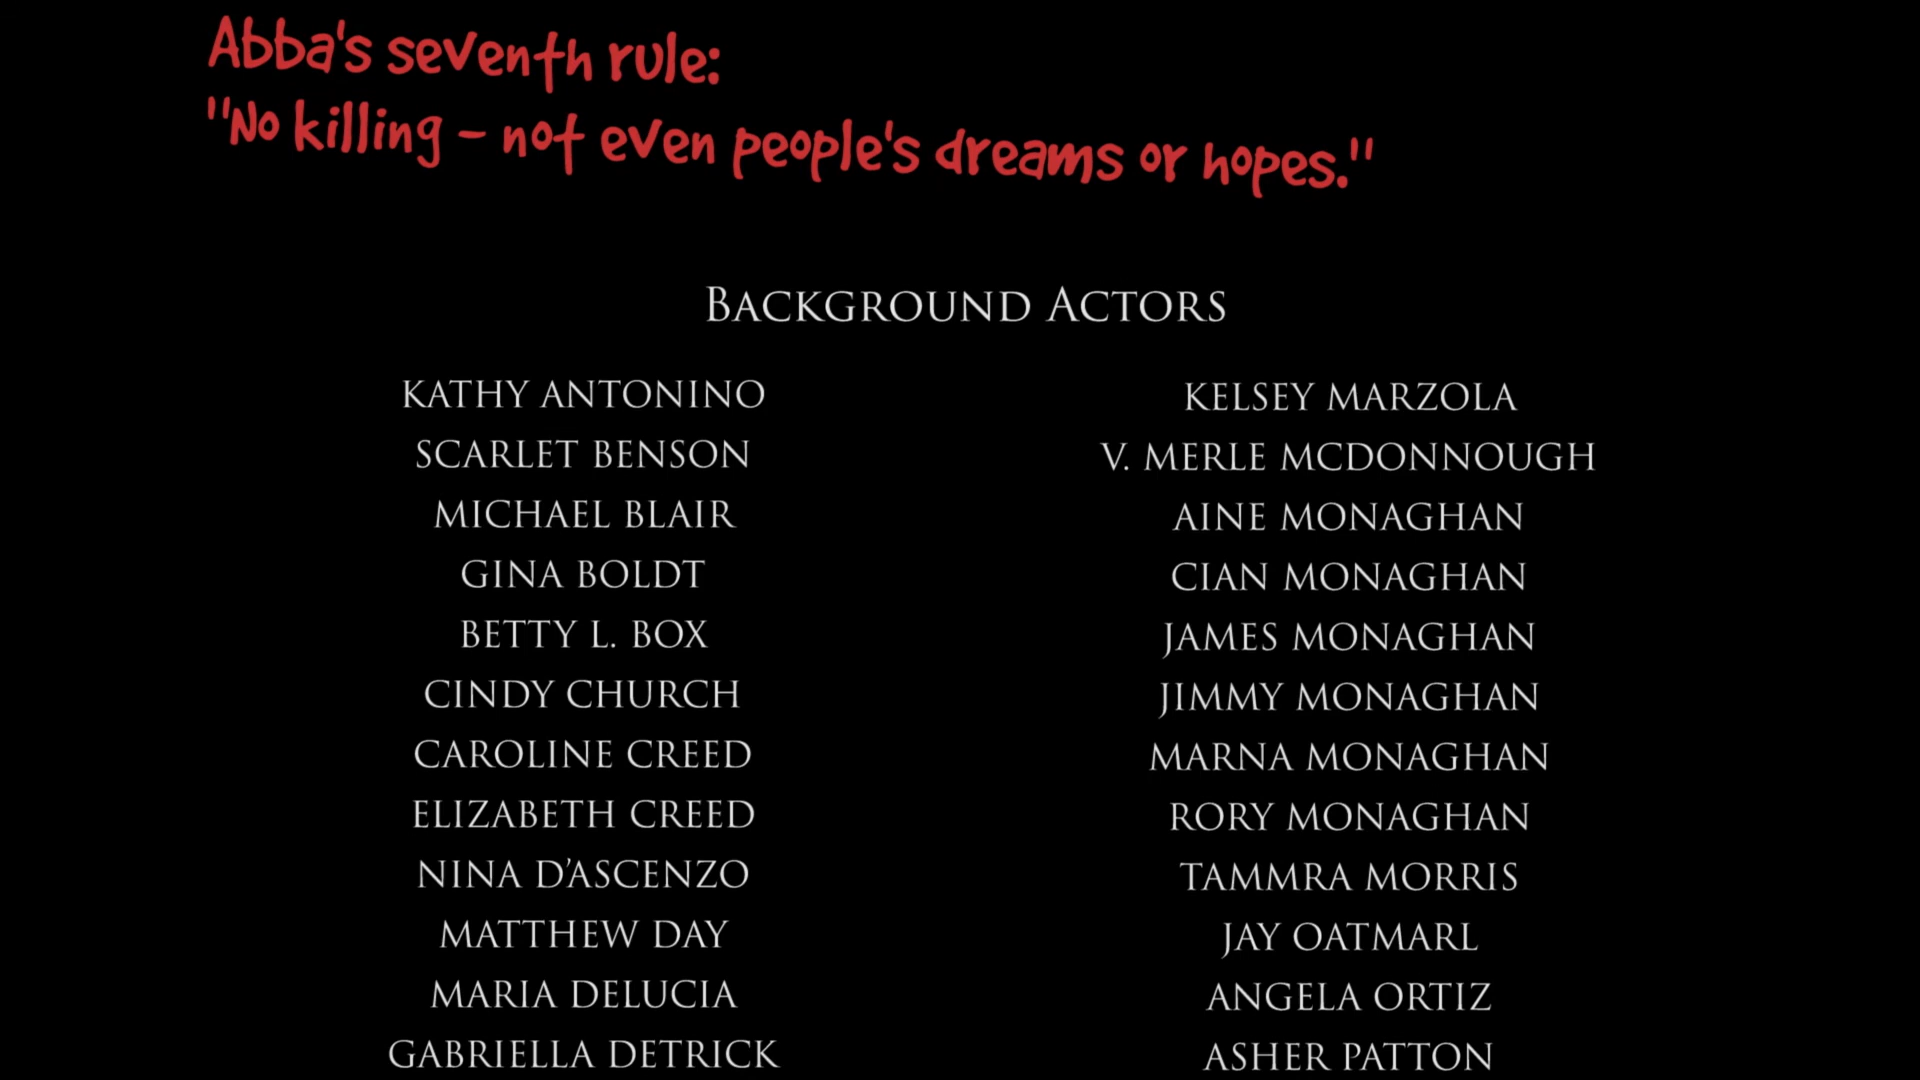 Abba's seventh rule:
"No killing – not even people's dreams or hopes."
BACKGROUND ACTORS
KATHY ANTONINO
SCARLET BENSON
MICHAEL BLAIR
GINA BOLDT
BETTY L. BOX
CINDY CHURCH
CAROLINE CREED
ELIZABETH CREED
NINA D’ASCENZO
MATTHEW DAY
MARIA DELUCIA
GABRIELLA DETRICK
KELSEY MARZOLA
V. MERLE MCDONNOUGH
AINE MONAGHAN
CIAN MONAGHAN
JAMES MONAGHAN
JIMMY MONAGHAN
MARNA MONAGHAN
RORY MONAGHAN
TAMMRA MORRIS
JAY OATMARL
ANGELA ORTIZ
ASHER PATTON